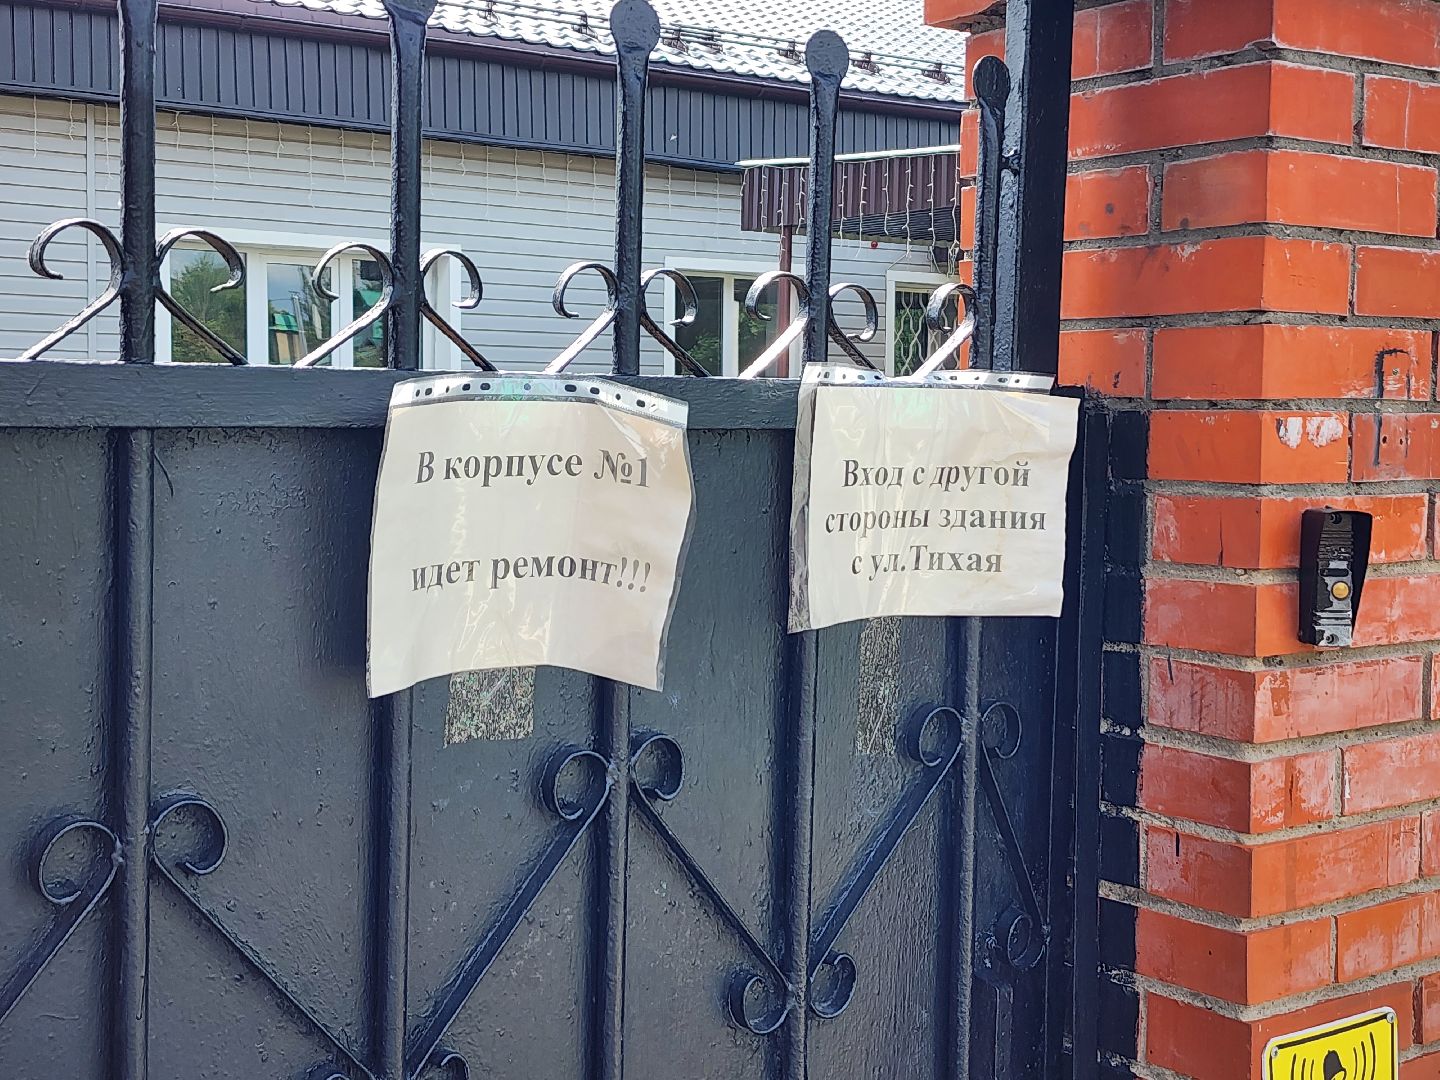 В корпусе №1
идет ремонт!!!
Вход с другой
стороны здания
с ул.Тихая